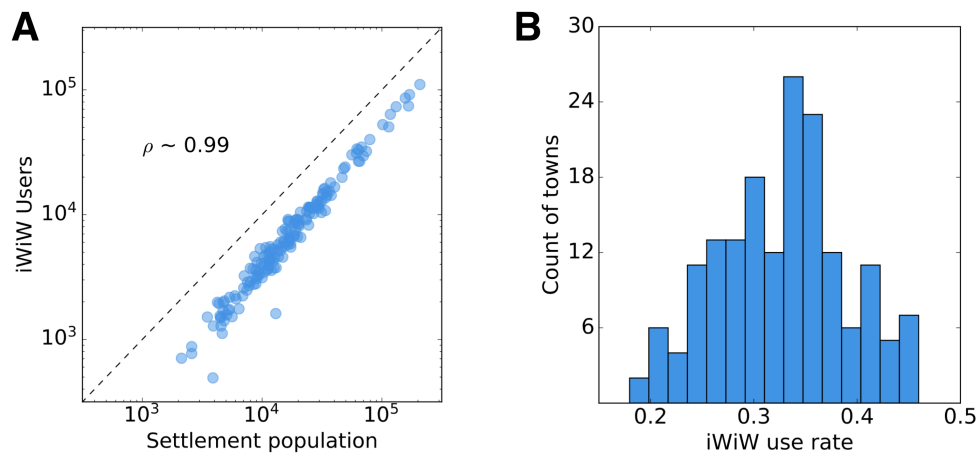 A
iWiW Users
10^5
10^4
10^3
ρ ~ 0.99
10^3 10^4 10^5
Settlement population
B
Count of towns
30
24
18
12
6
0.2 0.3 0.4 0.5
iWiW use rate